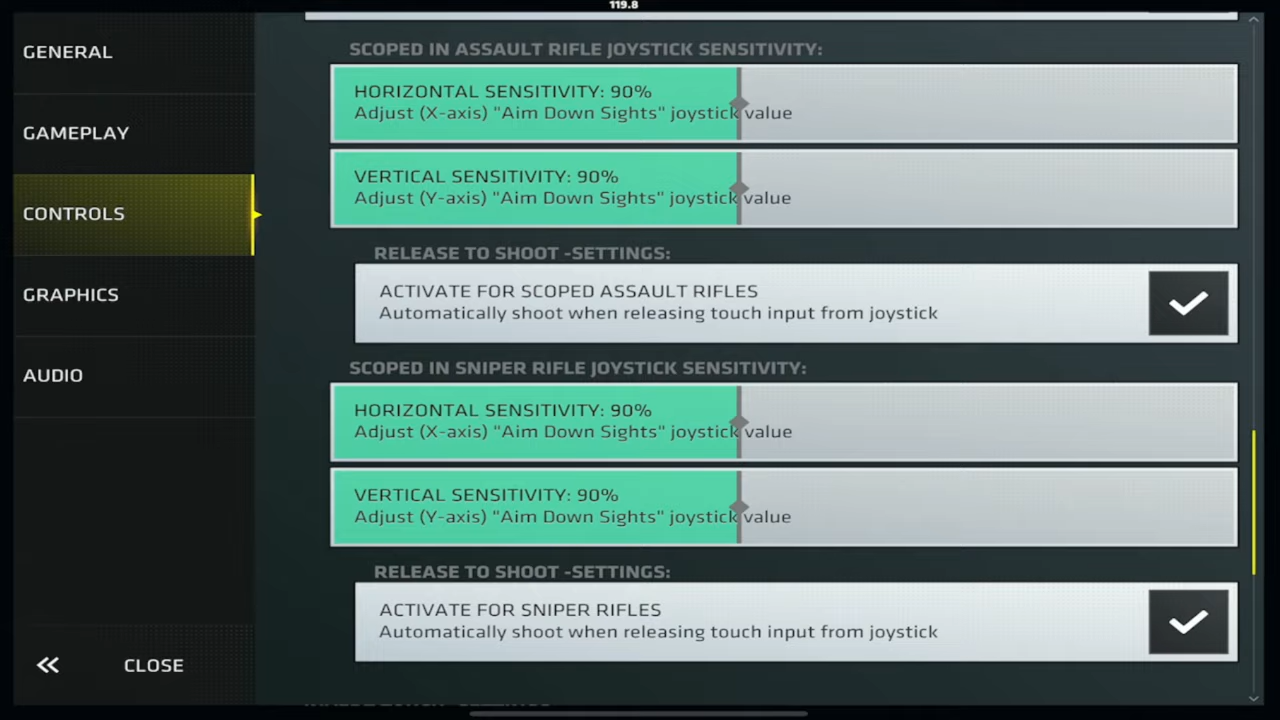 119.8
GENERAL
GAMEPLAY
CONTROLS
GRAPHICS
AUDIO
CLOSE
SCOPED IN ASSAULT RIFLE JOYSTICK SENSITIVITY:
HORIZONTAL SENSITIVITY: 90%
Adjust (X-axis) "Aim Down Sights" joystick value
VERTICAL SENSITIVITY: 90%
Adjust (Y-axis) "Aim Down Sights" joystick value
RELEASE TO SHOOT -SETTINGS:
ACTIVATE FOR SCOPED ASSAULT RIFLES
Automatically shoot when releasing touch input from joystick
SCOPED IN SNIPER RIFLE JOYSTICK SENSITIVITY:
HORIZONTAL SENSITIVITY: 90%
Adjust (X-axis) "Aim Down Sights" joystick value
VERTICAL SENSITIVITY: 90%
Adjust (Y-axis) "Aim Down Sights" joystick value
RELEASE TO SHOOT -SETTINGS:
ACTIVATE FOR SNIPER RIFLES
Automatically shoot when releasing touch input from joystick